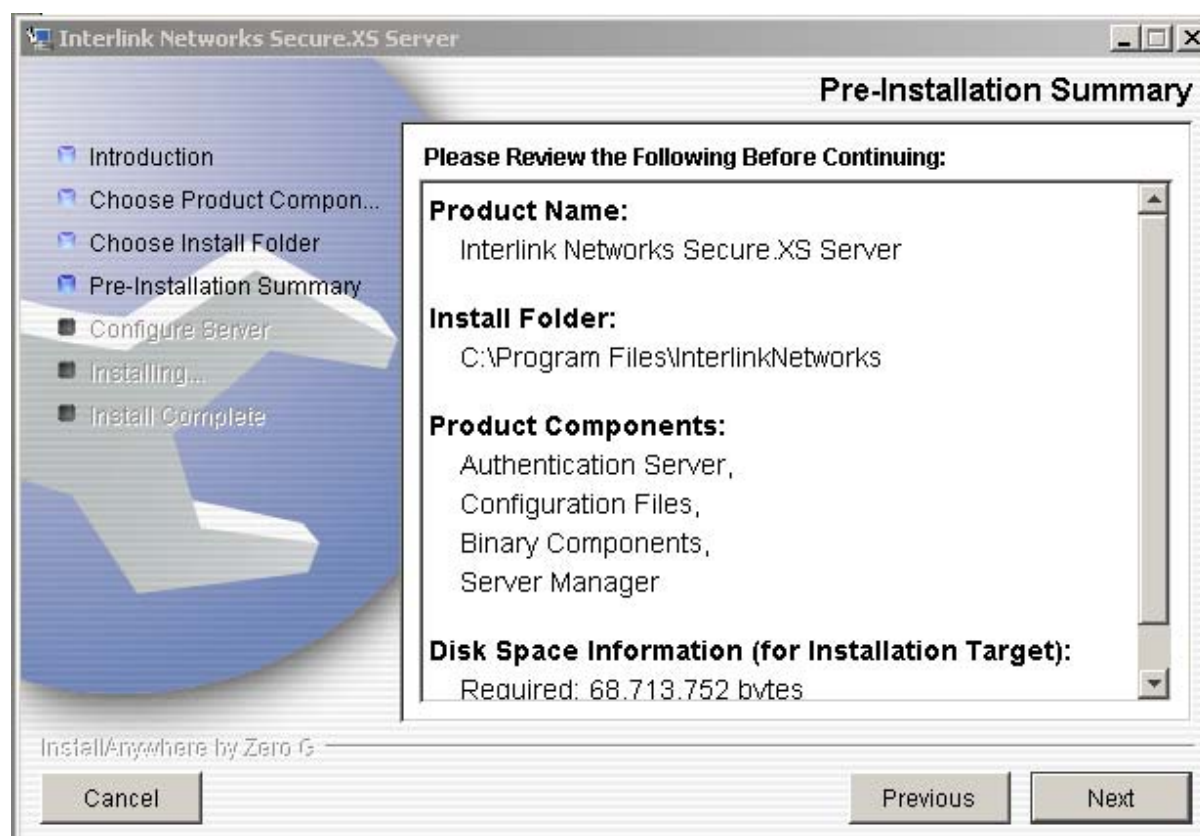 Interlink Networks Secure.XS Server
Pre-Installation Summary
Introduction
Choose Product Compon...
Choose Install Folder
Pre-Installation Summary
Configure Server
Installing...
Install Complete
Please Review the Following Before Continuing:
Product Name:
Interlink Networks Secure.XS Server
Install Folder:
C:\Program Files\InterlinkNetworks
Product Components:
Authentication Server,
Configuration Files,
Binary Components,
Server Manager
Disk Space Information (for Installation Target):
Required: 68,713,752 bytes
InstallAnywhere by Zero G
Cancel
Previous
Next